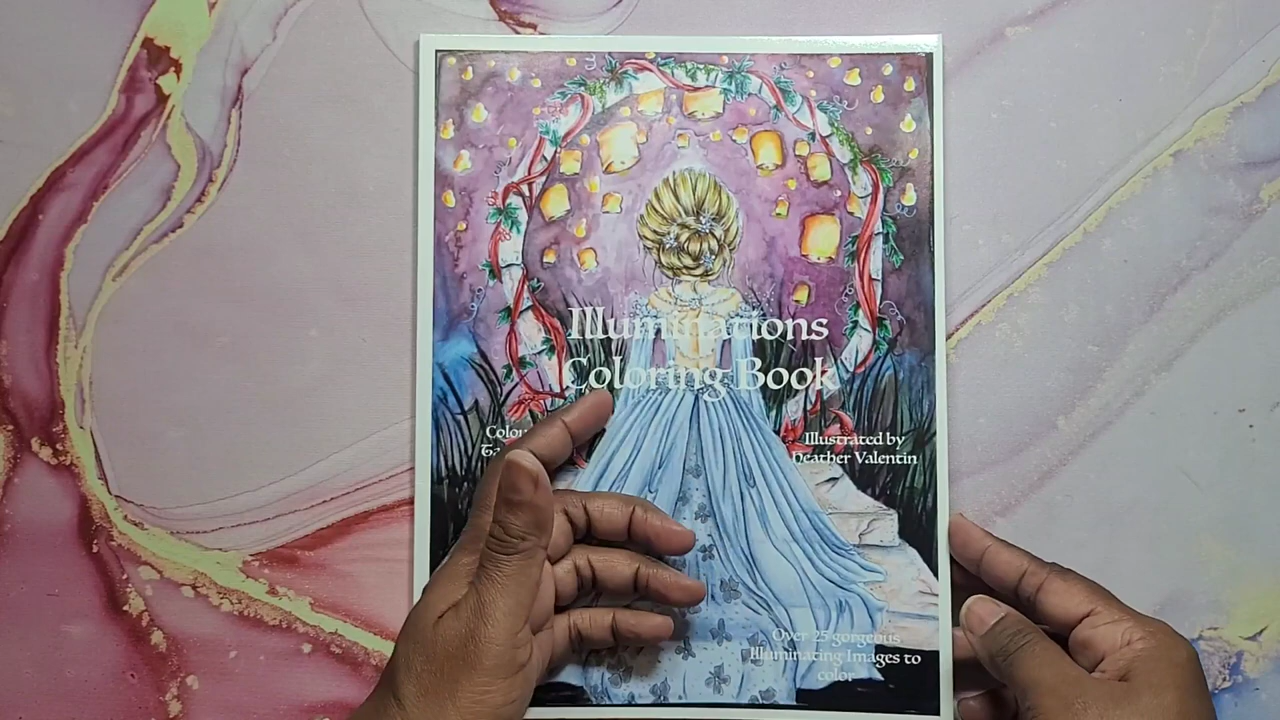 Illuminations
Coloring Book
Illustrated by
Heather Valentin
Over 25 gorgeous
Illuminating Images to
color